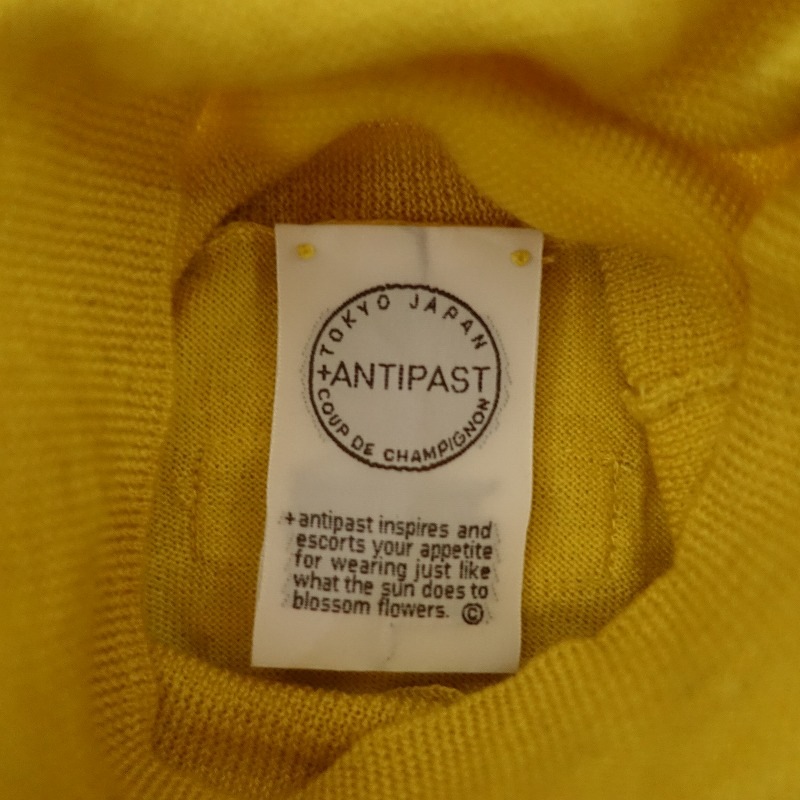 TOKYO JAPAN
+ANTIPAST
COUP DE CHAMPIGNON
+antipast inspires and
escorts your appetite
for wearing just like
what the sun does to
blossom flowers. ©